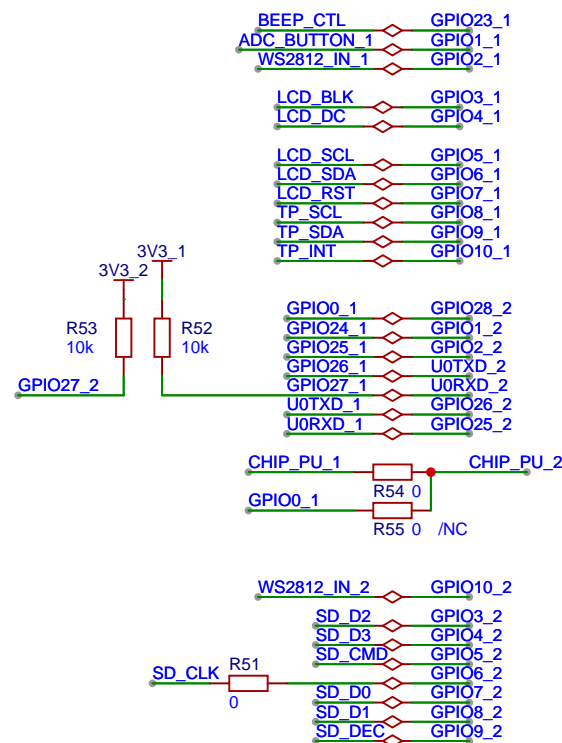 BEEP_CTL GPIO23_1
ADC_BUTTON_1 GPIO1_1
WS2812_IN_1 GPIO2_1
LCD_BLK GPIO3_1
LCD_DC GPIO4_1
LCD_SCL GPIO5_1
LCD_SDA GPIO6_1
LCD_RST GPIO7_1
TP_SCL GPIO8_1
TP_SDA GPIO9_1
TP_INT GPIO10_1
3V3_1
3V3_2
R53 R52
10k 10k
GPIO27_2
GPIO0_1 GPIO28_2
GPIO24_1 GPIO1_2
GPIO25_1 GPIO2_2
GPIO26_1 U0TXD_2
GPIO27_1 U0RXD_2
U0TXD_1 GPIO26_2
U0RXD_1 GPIO25_2
CHIP_PU_1 CHIP_PU_2
R54 0
GPIO0_1
R55 0 /NC
WS2812_IN_2 GPIO10_2
SD_D2 GPIO3_2
SD_D3 GPIO4_2
SD_CMD GPIO5_2
SD_CLK R51 GPIO6_2
0
SD_D0 GPIO7_2
SD_D1 GPIO8_2
SD_DEC GPIO9_2